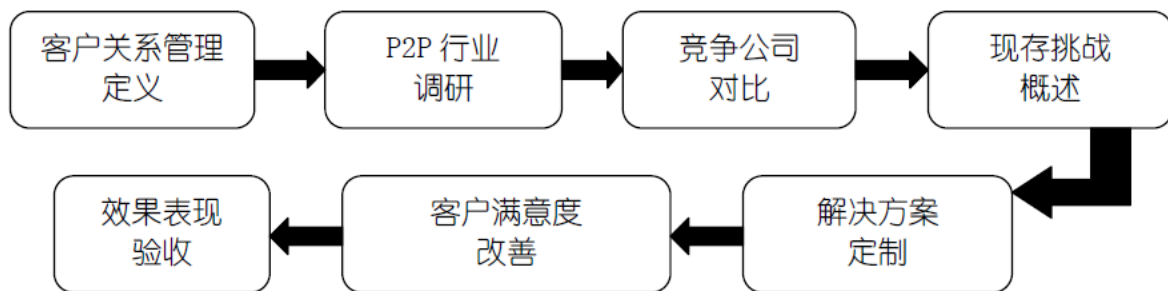 客户关系管理
定义
P2P 行业
调研
竞争公司
对比
现存挑战
概述
解决方案
定制
客户满意度
改善
效果表现
验收